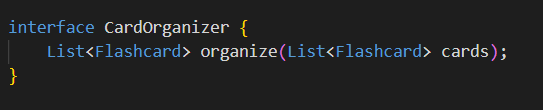 interface CardOrganizer {
    List<Flashcard> organize(List<Flashcard> cards);
}